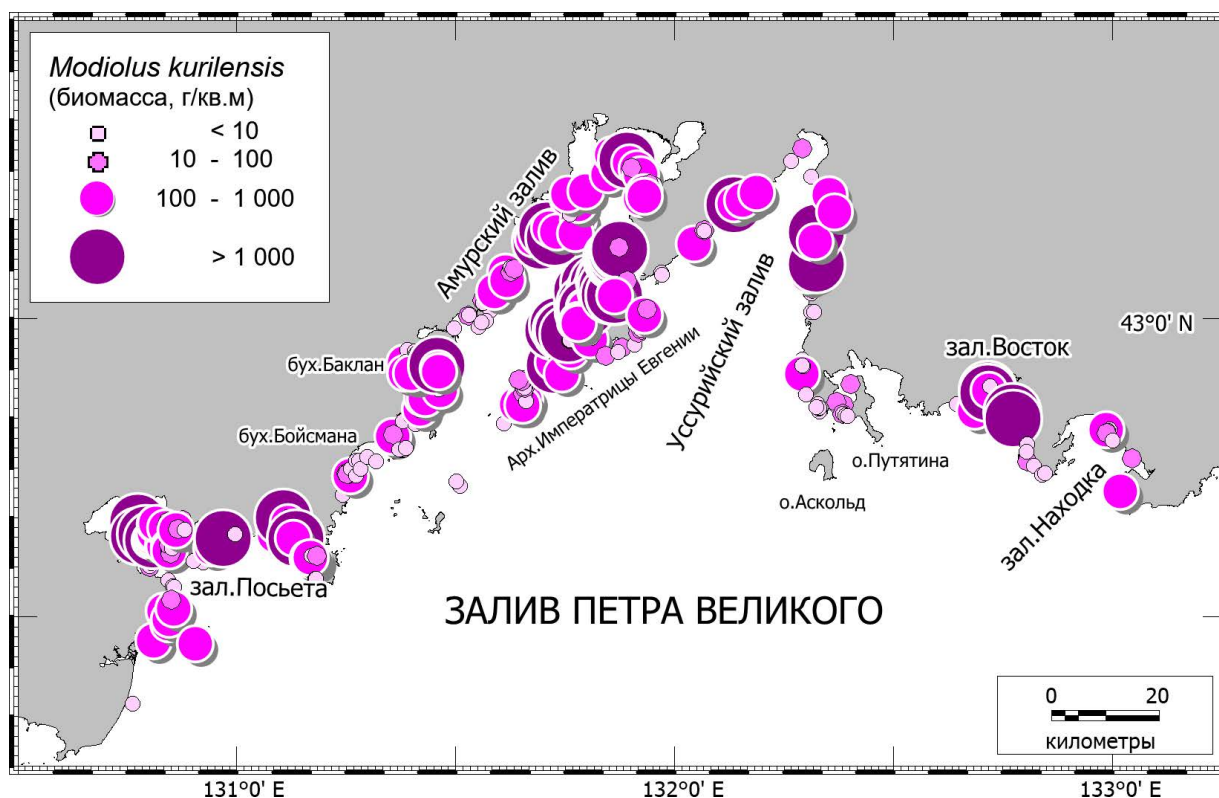 Modiolus kurilensis
(биомасса, г/кв.м)
< 10
10 - 100
100 - 1 000
> 1 000
Амурский залив
Уссурийский залив
43°0' N
зал.Восток
бух.Баклан
Арх.Императрицы Евгении
бух.Бойсмана
о.Путятина
о.Аскольд
зал.Находка
зал.Посьета
ЗАЛИВ ПЕТРА ВЕЛИКОГО
0 20
километры
131°0' E
132°0' E
133°0' E